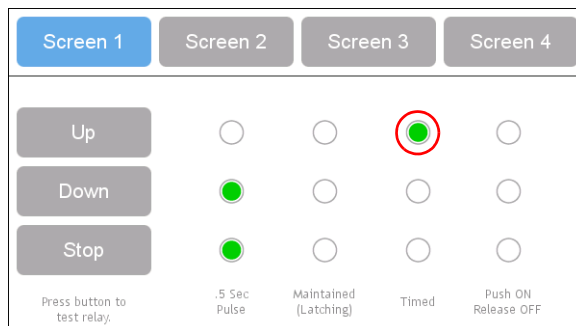 Screen 1 Screen 2 Screen 3 Screen 4
Up
Down
Stop
Press button to
test relay.
.5 Sec
Pulse
Maintained
(Latching)
Timed
Push ON
Release OFF